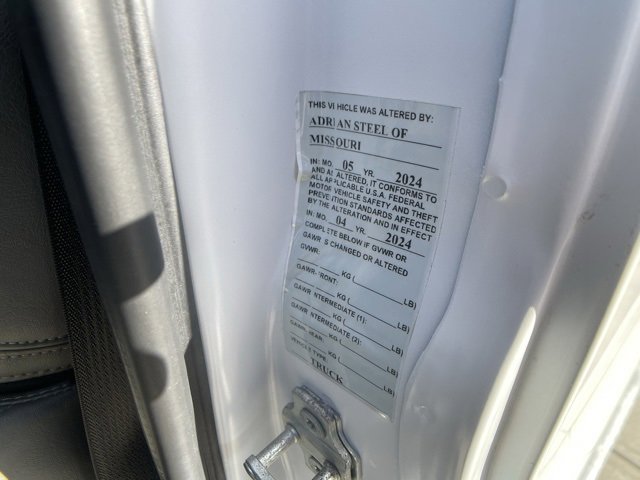 THIS VEHICLE WAS ALTERED BY:
ADRIAN STEEL OF
MISSOURI
IN: MO. 05 YR. 2024
AND AS ALTERED, IT CONFORMS TO
ALL APPLICABLE U.S.A. FEDERAL
MOTOR VEHICLE SAFETY AND THEFT
PREVENTION STANDARDS AFFECTED
BY THE ALTERATION AND IN EFFECT
IN: MO. 04 YR. 2024
COMPLETE BELOW IF GVWR OR
GAWR IS CHANGED OR ALTERED
GVWR:
KG ( LB)
GAWR FRONT:
KG ( LB)
GAWR INTERMEDIATE (1):
KG ( LB)
GAWR INTERMEDIATE (2):
KG ( LB)
GAWR REAR:
KG ( LB)
VEHICLE TYPE
TRUCK